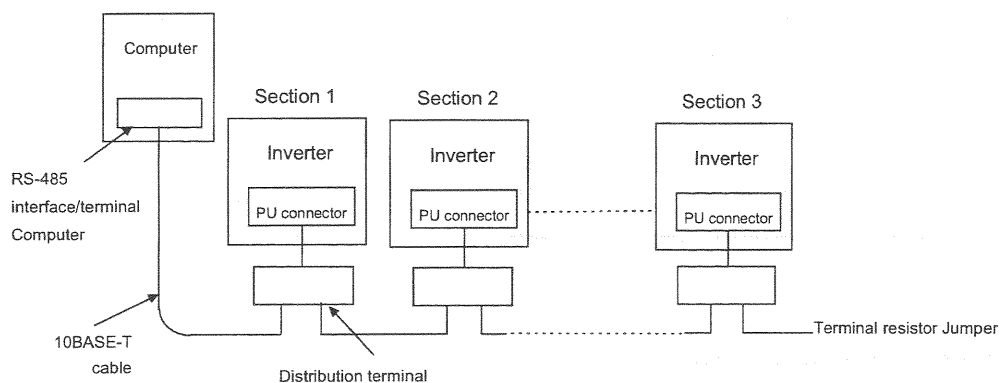 Computer
Section 1
Section 2
Section 3
Inverter
Inverter
Inverter
RS-485
interface/terminal
Computer
PU connector
PU connector
PU connector
10BASE-T
cable
Distribution terminal
Terminal resistor Jumper